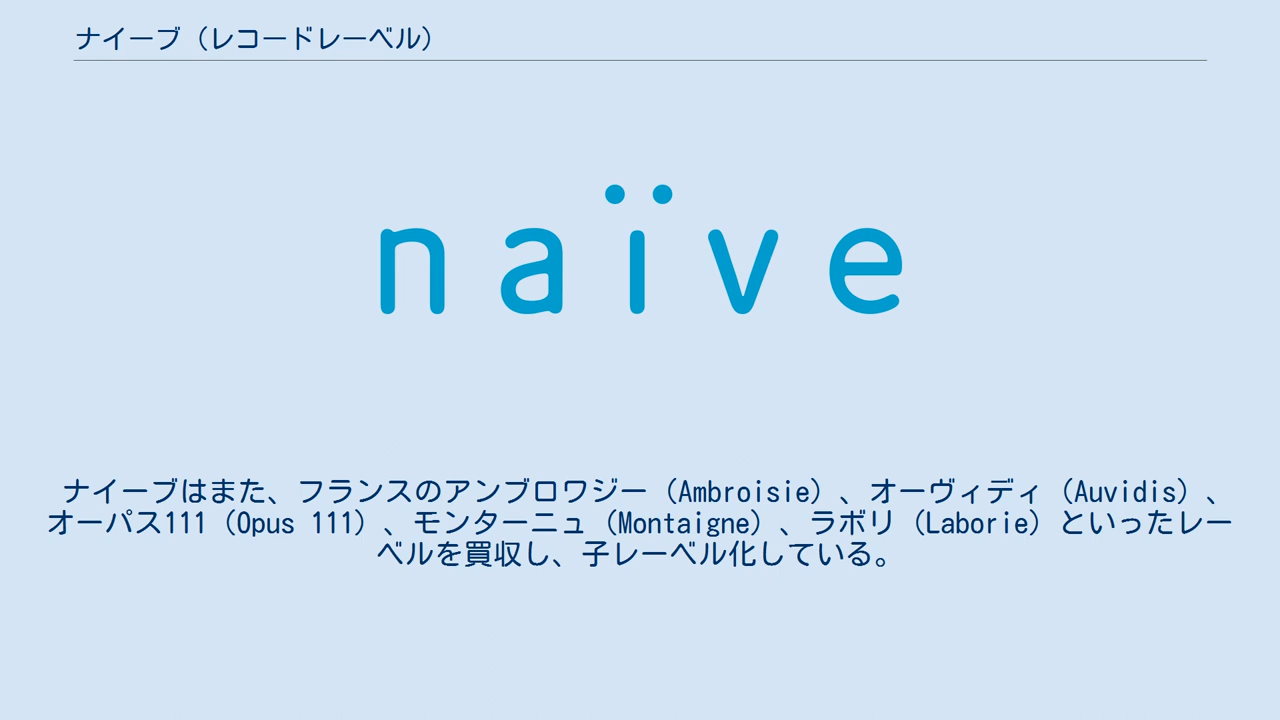 ナイーブ（レコードレーベル）
naïve
ナイーブはまた、フランスのアンブロワジー（Ambroisie）、オーヴィディ（Auvidis）、
オーパス111（Opus 111）、モンターニュ（Montaigne）、ラボリ（Laborie）といったレー
ベルを買収し、子レーベル化している。